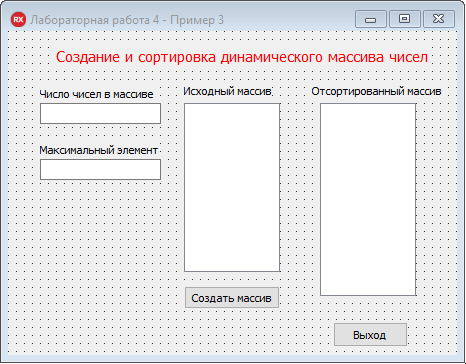 RX Лабораторная работа 4 - Пример 3
Создание и сортировка динамического массива чисел
Число чисел в массиве
Исходный массив
Отсортированный массив
Максимальный элемент
Создать массив
Выход